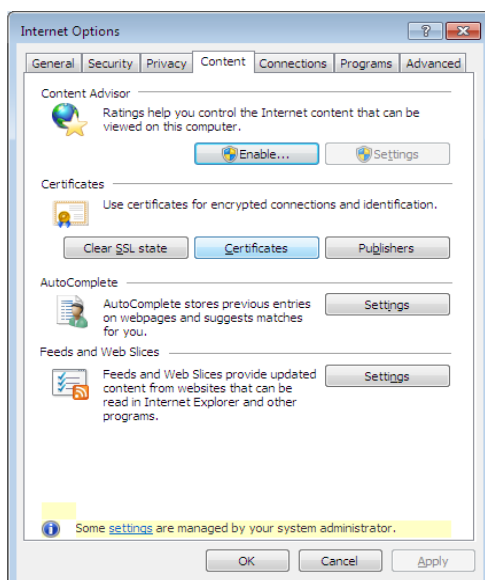 Internet Options
General Security Privacy Content Connections Programs Advanced
Content Advisor
Ratings help you control the Internet content that can be
viewed on this computer.
Enable... Settings
Certificates
Use certificates for encrypted connections and identification.
Clear SSL state Certificates Publishers
AutoComplete
AutoComplete stores previous entries
on webpages and suggests matches
for you.
Settings
Feeds and Web Slices
Feeds and Web Slices provide updated
content from websites that can be
read in Internet Explorer and other
programs.
Settings
Some settings are managed by your system administrator.
OK Cancel Apply